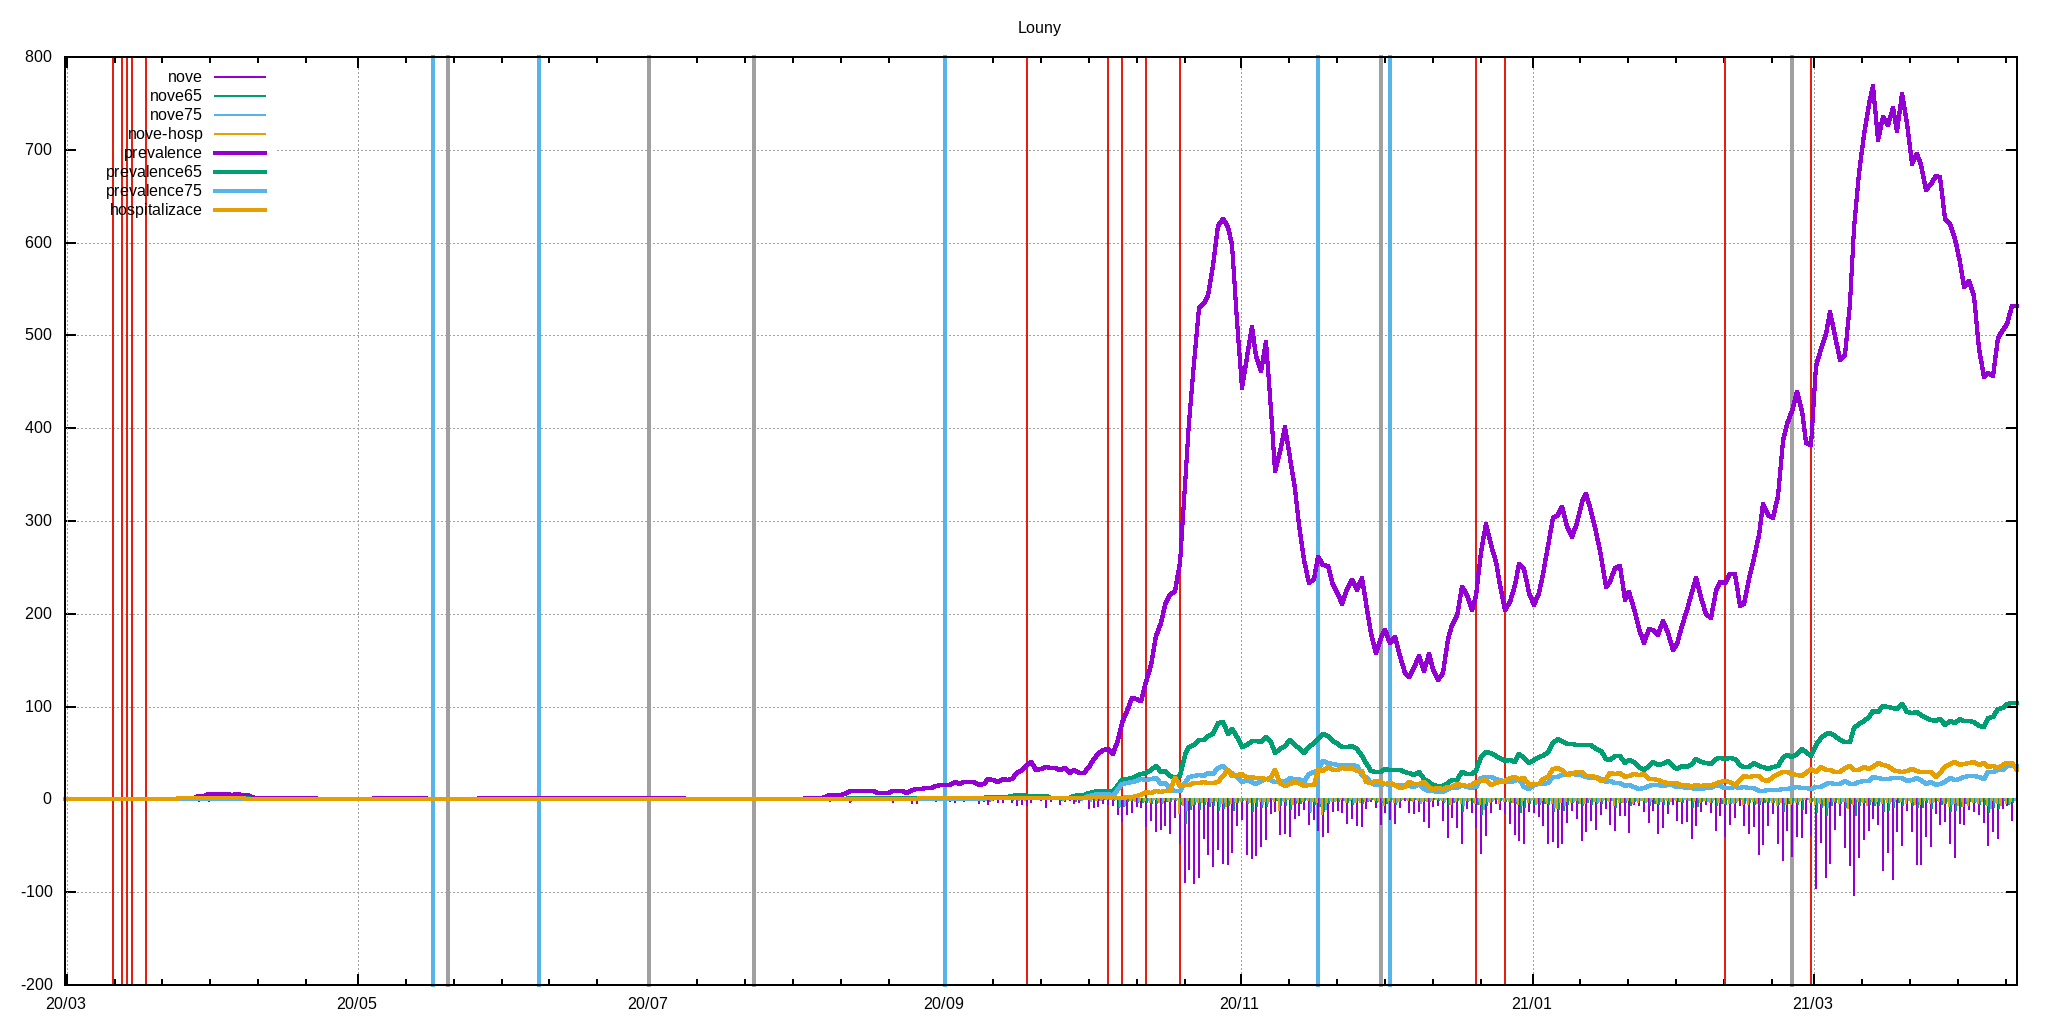 Louny
800
700
600
500
400
300
200
100
0
-100
-200
nove
nove65
nove75
nove-hosp
prevalence
prevalence65
prevalence75
hospitalizace
20/03 20/05 20/07 20/09 20/11 21/01 21/03